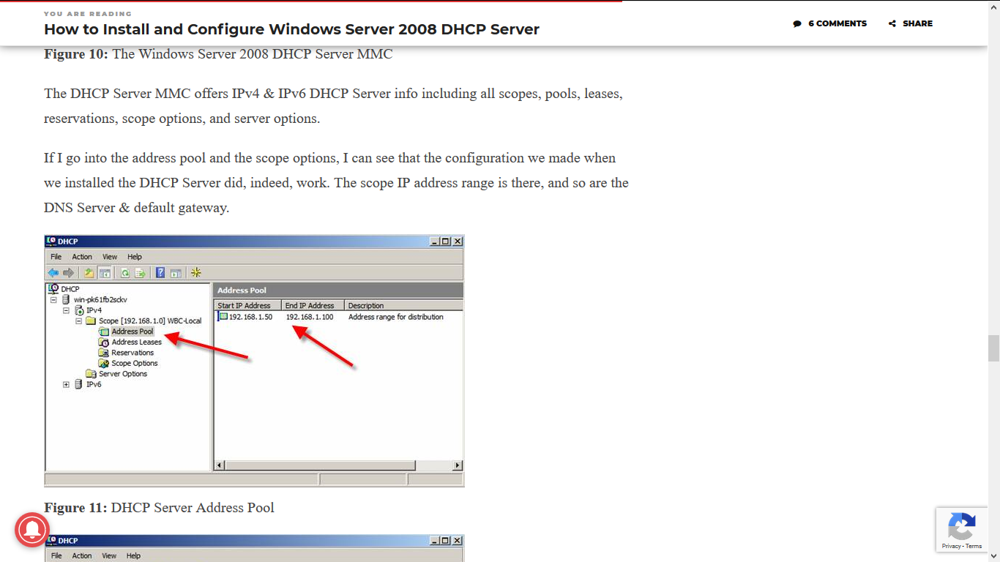 YOU ARE READING
How to Install and Configure Windows Server 2008 DHCP Server
6 COMMENTS
SHARE
Figure 10: The Windows Server 2008 DHCP Server MMC
The DHCP Server MMC offers IPv4 & IPv6 DHCP Server info including all scopes, pools, leases,
reservations, scope options, and server options.
If I go into the address pool and the scope options, I can see that the configuration we made when
we installed the DHCP Server did, indeed, work. The scope IP address range is there, and so are the
DNS Server & default gateway.
DHCP
File Action View Help
DHCP
win-pk61fb2sckv
IPv4
Scope [192.168.1.0] WBC-Local
Address Pool
Address Leases
Reservations
Scope Options
Server Options
IPv6
Address Pool
Start IP Address End IP Address Description
192.168.1.50 192.168.1.100 Address range for distribution
Figure 11: DHCP Server Address Pool
DHCP
File Action View Help
Privacy - Terms